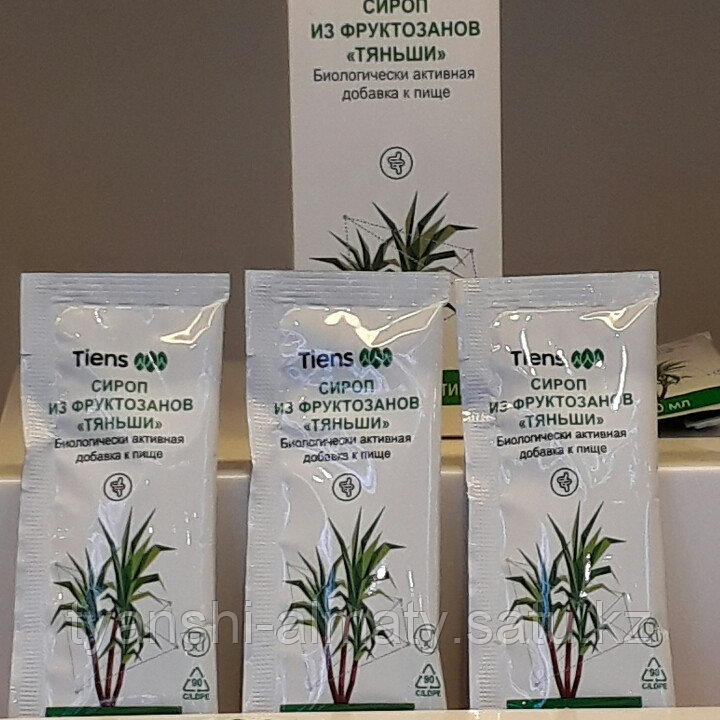 СИРОП
ИЗ ФРУКТОЗАНОВ
«ТЯНЬШИ»
Биологически активная
добавка к пище
Tiens
СИРОП
ИЗ ФРУКТОЗАНОВ
«ТЯНЬШИ»
Биологически активная
добавка к пище
90
C/LDPE
Tiens
СИРОП
ИЗ ФРУКТОЗАНОВ
«ТЯНЬШИ»
Биологически активная
добавка к пище
90
C/LDPE
Tiens
СИРОП
ИЗ ФРУКТОЗАНОВ
«ТЯНЬШИ»
Биологически активная
добавка к пище
90
C/LDPE
мл
tyanshi-almaty.satu.kz